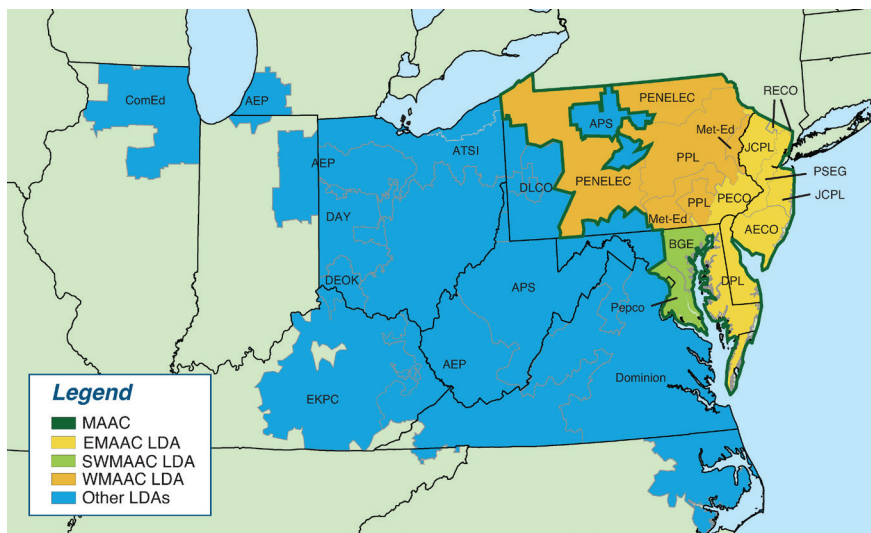 RECO
ComEd
AEP
PENELEC
APS
Met-Ed
JCPL
ATSI
AEP
PPL
PSEG
DLCO
PENELEC
JCPL
PPL
PECO
DAY
Met-Ed
AECO
BGE
DEOK
APS
DPL
Pepco
AEP
Dominion
EKPC
Legend
MAAC
EMAAC LDA
SWMAAC LDA
WMAAC LDA
Other LDAs